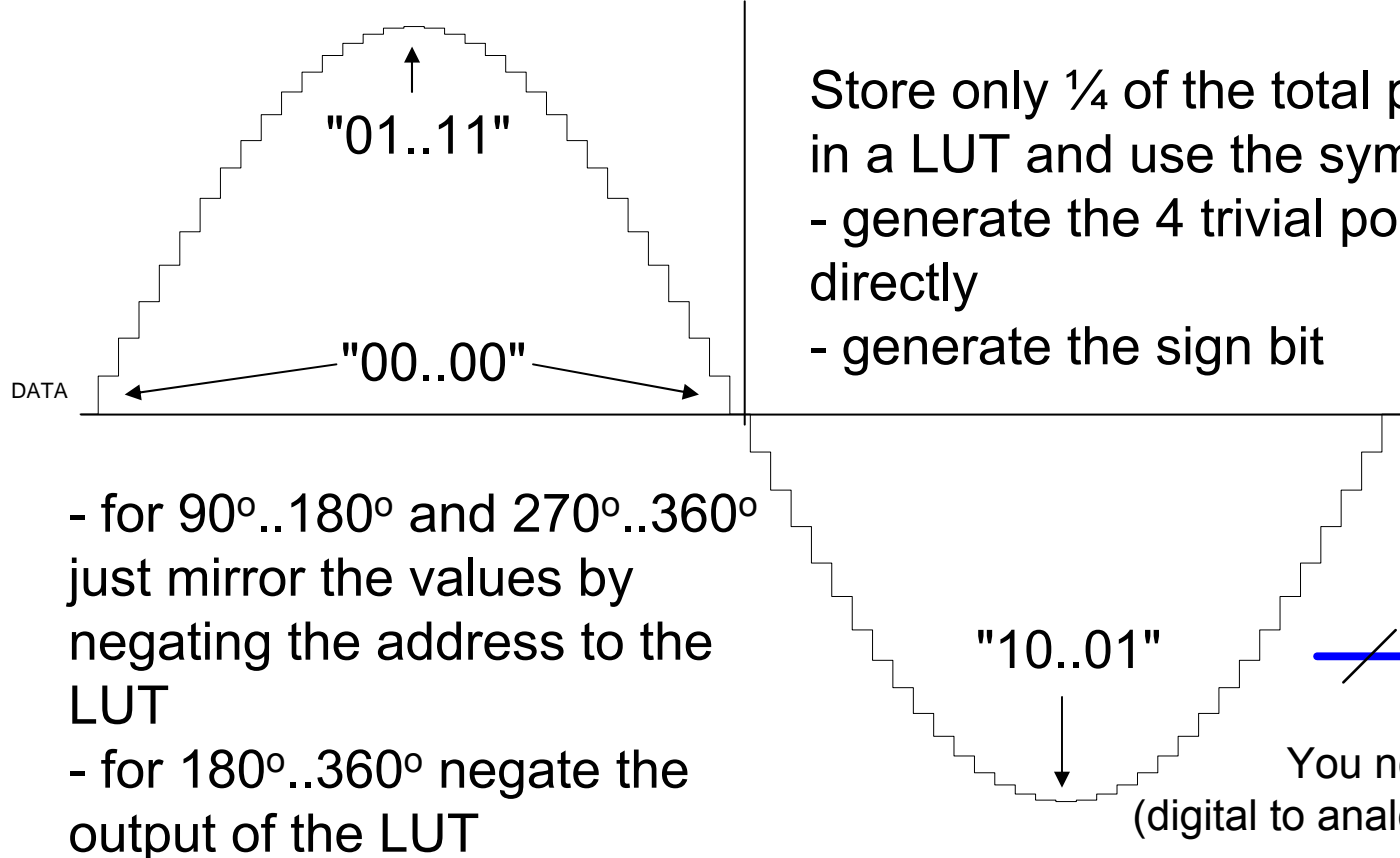 "01..11"
"00..00"
DATA
Store only ¼ of the total
in a LUT and use the
- generate the 4 trivial
directly
- generate the sign bit
- for 90º..180º and 270º..360º
just mirror the values by
negating the address to the
LUT
- for 180º..360º negate the
output of the LUT
"10..01"
You
(digital to